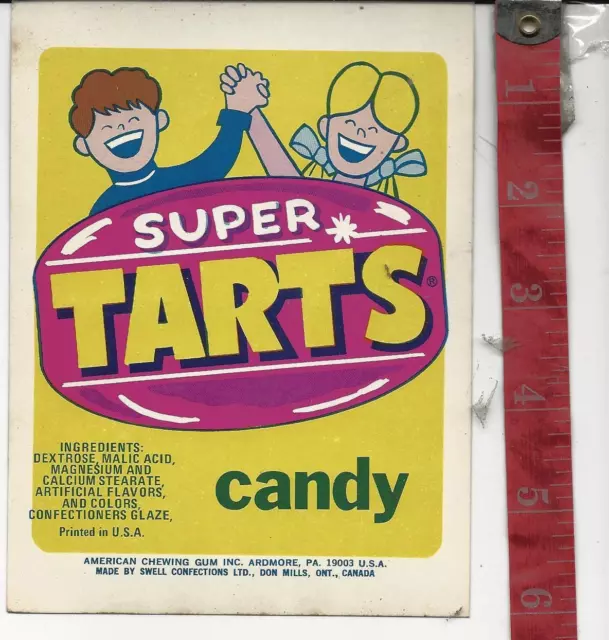 SUPER
TARTS®
INGREDIENTS:
DEXTROSE, MALIC ACID,
MAGNESIUM AND
CALCIUM STEARATE,
ARTIFICIAL FLAVORS,
AND COLORS,
CONFECTIONERS GLAZE,
Printed in U.S.A.
candy
AMERICAN CHEWING GUM INC. ARDMORE, PA. 19003 U.S.A.
MADE BY SWELL CONFECTIONS LTD., DON MILLS, ONT., CANADA
1
2
3
4
5
6